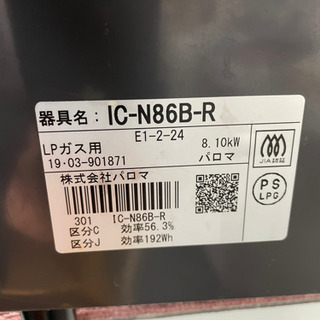 器具名：IC-N86B-R
E1-2-24
LPガス用 8.10kW
19·03-901871 パロマ
JIA認証
株式会社パロマ
PS
LPG
301 IC-N86B-R
区分C 効率56.3%
区分J 効率192Wh